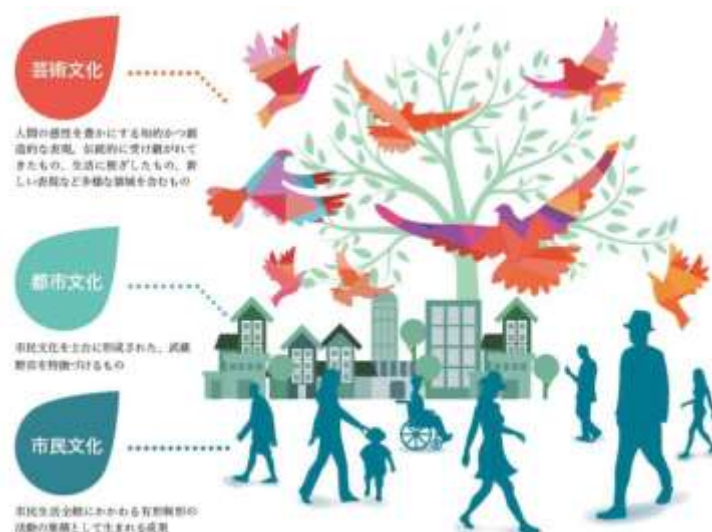 芸術文化
人間の感性を豊かにする知的かつ創
造的な表現。伝統的に受け継がれて
きたもの、生活に根ざしたもの、新
しい表現など多様な領域を含むもの
都市文化
市民文化を土台に形成された、武蔵
野市を特徴づけるもの
市民文化
市民生活全般にかかわる有形無形の
活動の集積として生まれる成果